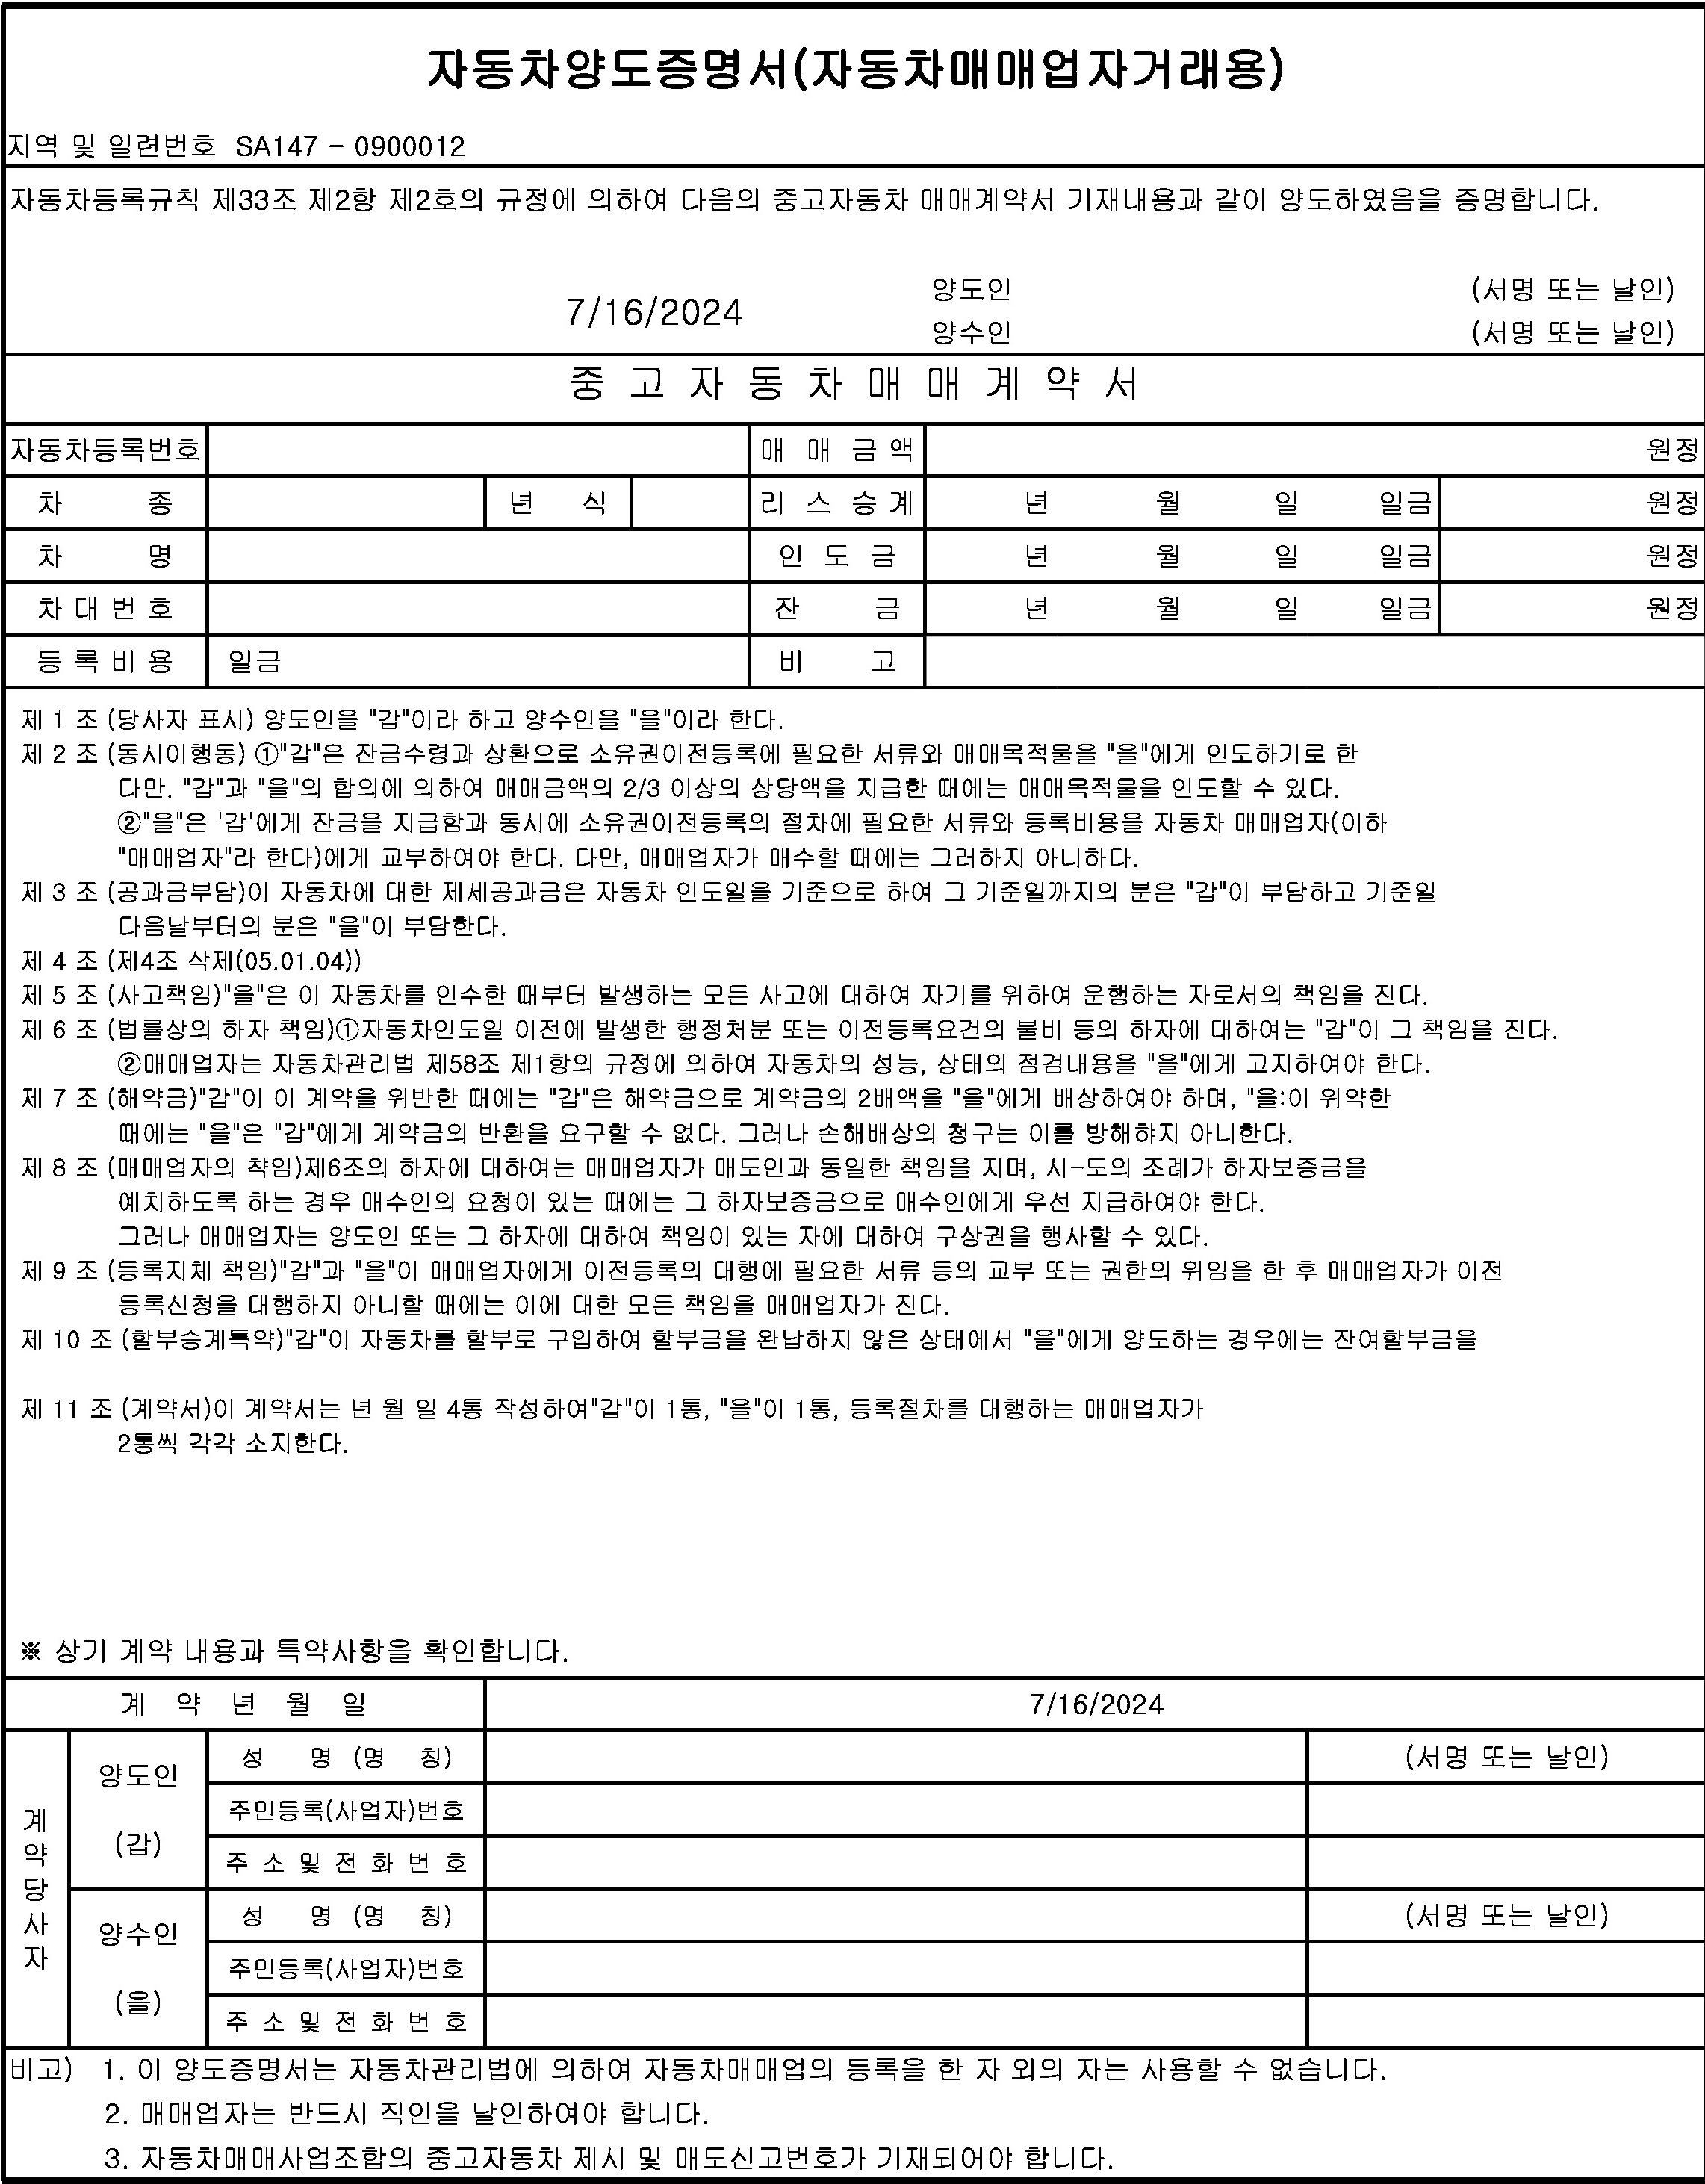 자동차양도증명서(자동차매매업자거래용)
지역 및 일련번호 SA147 - 0900012
자동차등록규칙 제33조 제2항 제2호의 규정에 의하여 다음의 중고자동차 매매계약서 기재내용과 같이 양도하였음을 증명합니다.
양도인 (서명 또는 날인)
7/16/2024
양수인 (서명 또는 날인)
중 고 자 동 차 매 매 계 약 서
자동차등록번호 매 매 금 액 원정
차 종 년 식 리 스 승 계 년 월 일 일금 원정
차 명 인 도 금 년 월 일 일금 원정
차 대 번 호 잔 금 년 월 일 일금 원정
등 록 비 용 일금 비 고
제 1 조 (당사자 표시) 양도인을 "갑"이라 하고 양수인을 "을"이라 한다.
제 2 조 (동시이행동) ①"갑"은 잔금수령과 상환으로 소유권이전등록에 필요한 서류와 매매목적물을 "을"에게 인도하기로 한
다만. "갑"과 "을"의 합의에 의하여 매매금액의 2/3 이상의 상당액을 지급한 때에는 매매목적물을 인도할 수 있다.
②"을"은 '갑'에게 잔금을 지급함과 동시에 소유권이전등록의 절차에 필요한 서류와 등록비용을 자동차 매매업자(이하
"매매업자"라 한다)에게 교부하여야 한다. 다만, 매매업자가 매수할 때에는 그러하지 아니하다.
제 3 조 (공과금부담)이 자동차에 대한 제세공과금은 자동차 인도일을 기준으로 하여 그 기준일까지의 분은 "갑"이 부담하고 기준일
다음날부터의 분은 "을"이 부담한다.
제 4 조 (제4조 삭제(05.01.04))
제 5 조 (사고책임)"을"은 이 자동차를 인수한 때부터 발생하는 모든 사고에 대하여 자기를 위하여 운행하는 자로서의 책임을 진다.
제 6 조 (법률상의 하자 책임)①자동차인도일 이전에 발생한 행정처분 또는 이전등록요건의 불비 등의 하자에 대하여는 "갑"이 그 책임을 진다.
②매매업자는 자동차관리법 제58조 제1항의 규정에 의하여 자동차의 성능, 상태의 점검내용을 "을"에게 고지하여야 한다.
제 7 조 (해약금)"갑"이 이 계약을 위반한 때에는 "갑"은 해약금으로 계약금의 2배액을 "을"에게 배상하여야 하며, "을:이 위약한
때에는 "을"은 "갑"에게 계약금의 반환을 요구할 수 없다. 그러나 손해배상의 청구는 이를 방해햐지 아니한다.
제 8 조 (매매업자의 챡임)제6조의 하자에 대하여는 매매업자가 매도인과 동일한 책임을 지며, 시-도의 조례가 하자보증금을
예치하도록 하는 경우 매수인의 요청이 있는 때에는 그 하자보증금으로 매수인에게 우선 지급하여야 한다.
그러나 매매업자는 양도인 또는 그 하자에 대하여 책임이 있는 자에 대하여 구상권을 행사할 수 있다.
제 9 조 (등록지체 책임)"갑"과 "을"이 매매업자에게 이전등록의 대행에 필요한 서류 등의 교부 또는 권한의 위임을 한 후 매매업자가 이전
등록신청을 대행하지 아니할 때에는 이에 대한 모든 책임을 매매업자가 진다.
제 10 조 (할부승계특약)"갑"이 자동차를 할부로 구입하여 할부금을 완납하지 않은 상태에서 "을"에게 양도하는 경우에는 잔여할부금을
제 11 조 (계약서)이 계약서는 년 월 일 4통 작성하여"갑"이 1통, "을"이 1통, 등록절차를 대행하는 매매업자가
2통씩 각각 소지한다.
※ 상기 계약 내용과 특약사항을 확인합니다.
계 약 년 월 일 7/16/2024
계약당사자
양도인
(갑)
성 명 (명 칭) (서명 또는 날인)
주민등록(사업자)번호
주 소 및 전 화 번 호
양수인
(을)
성 명 (명 칭) (서명 또는 날인)
주민등록(사업자)번호
주 소 및 전 화 번 호
비고) 1. 이 양도증명서는 자동차관리법에 의하여 자동차매매업의 등록을 한 자 외의 자는 사용할 수 없습니다.
2. 매매업자는 반드시 직인을 날인하여야 합니다.
3. 자동차매매사업조합의 중고자동차 제시 및 매도신고번호가 기재되어야 합니다.